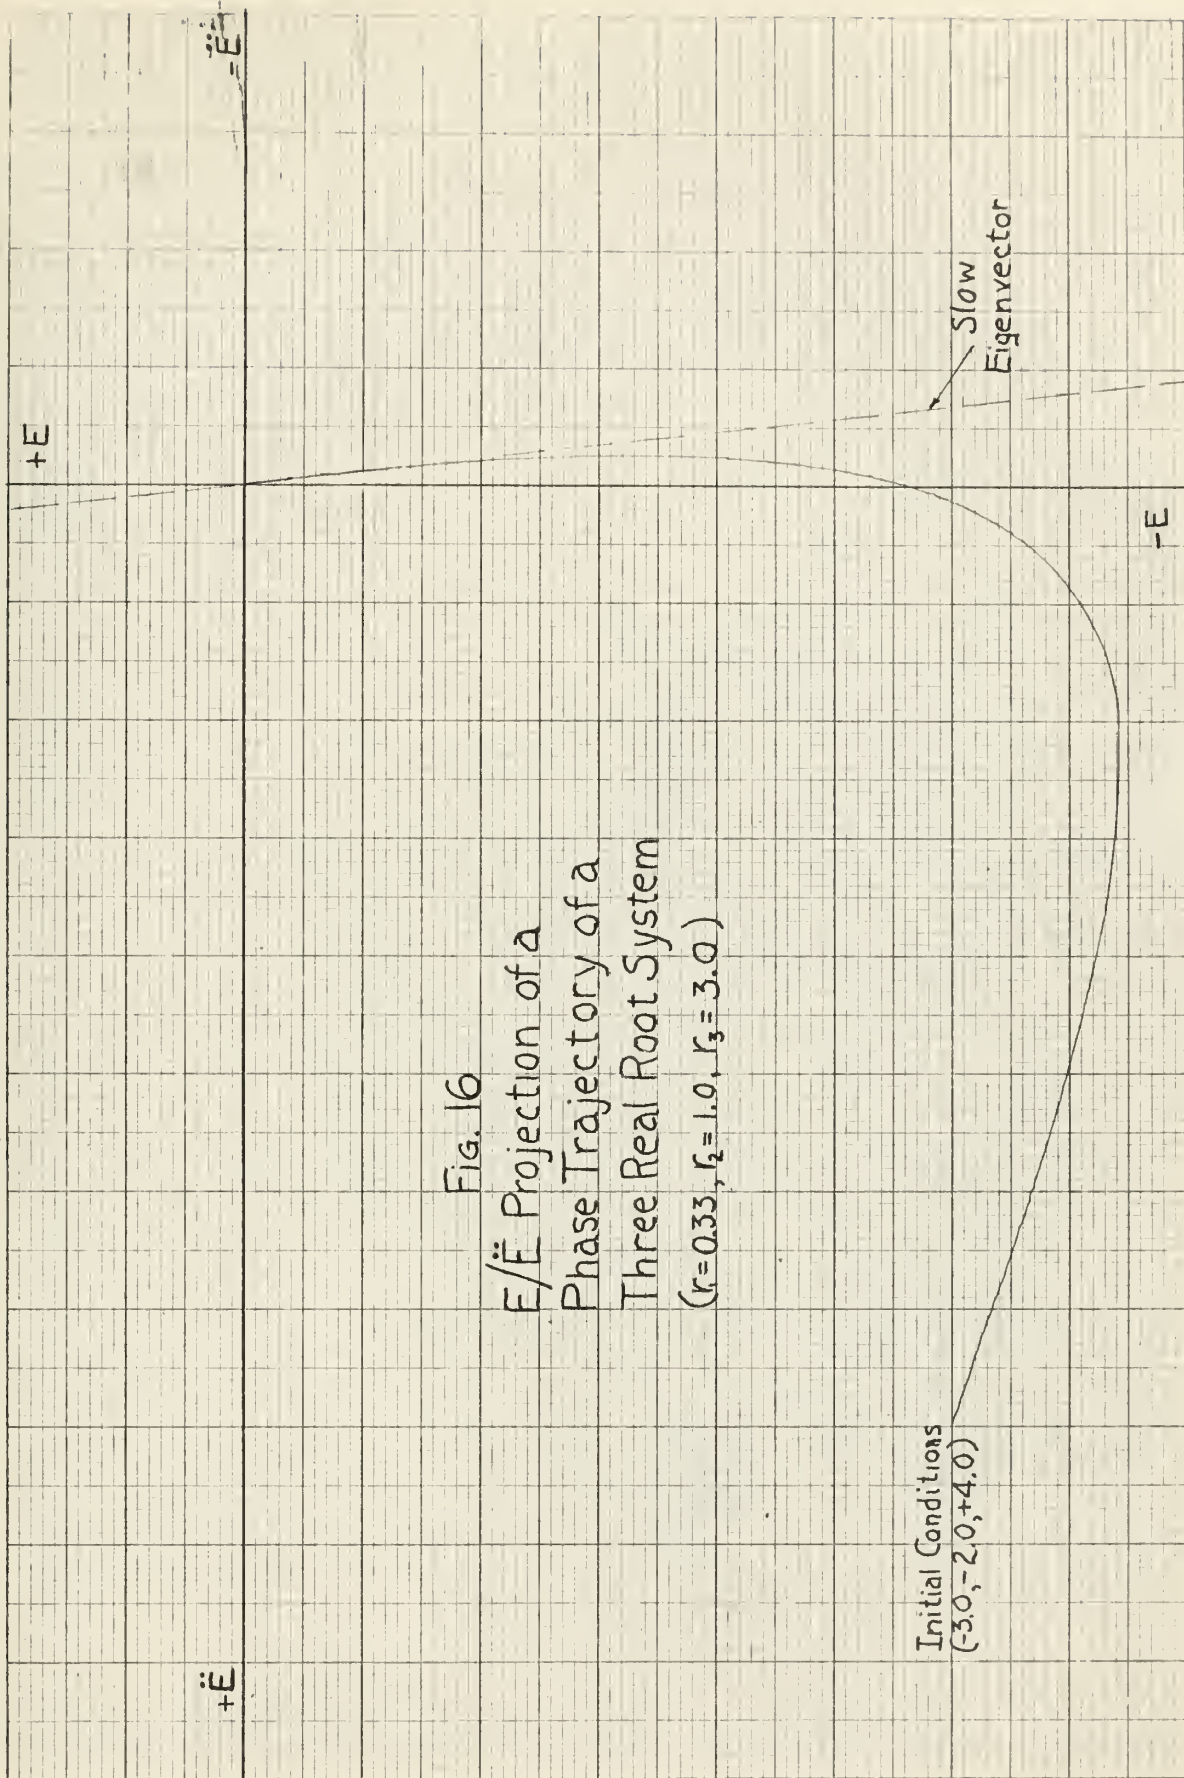 Fig. 16
E/Ë Projection of a
Phase Trajectory of a
Three Real Root System
(r=0.33, r₂=1.0, r₃=3.0)
+E
-E
+Ë
-Ë
Slow
Eigenvector
Initial Conditions
(-3.0,-2.0,+4.0)